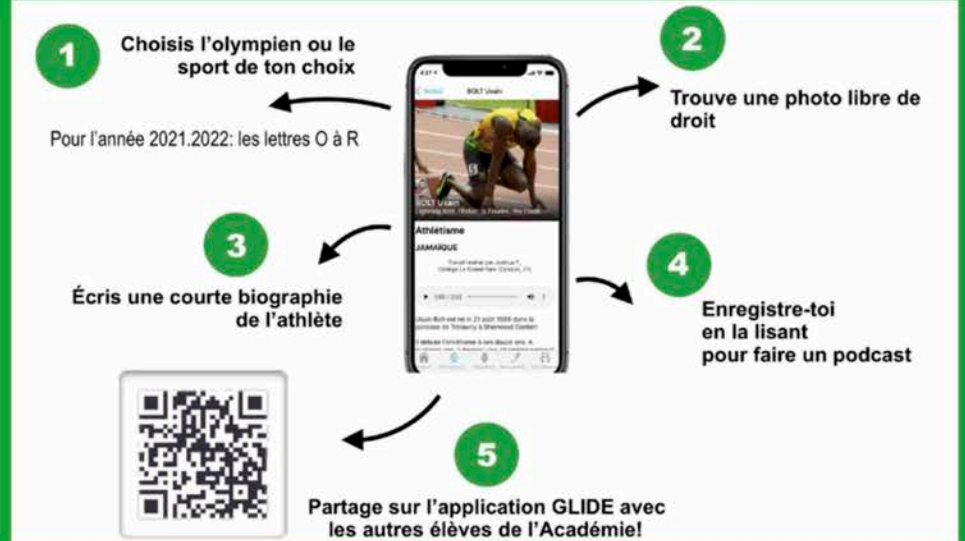 1
Choisis l'olympien ou le
sport de ton choix
Pour l'année 2021.2022: les lettres O à R
2
Trouve une photo libre de
droit
BOLT Usain
BOLT Usain
Athlétisme
JAMAÏQUE
3
Écris une courte biographie
de l'athlète
4
Enregistre-toi
en la lisant
pour faire un podcast
5
Partage sur l'application GLIDE avec
les autres élèves de l'Académie!